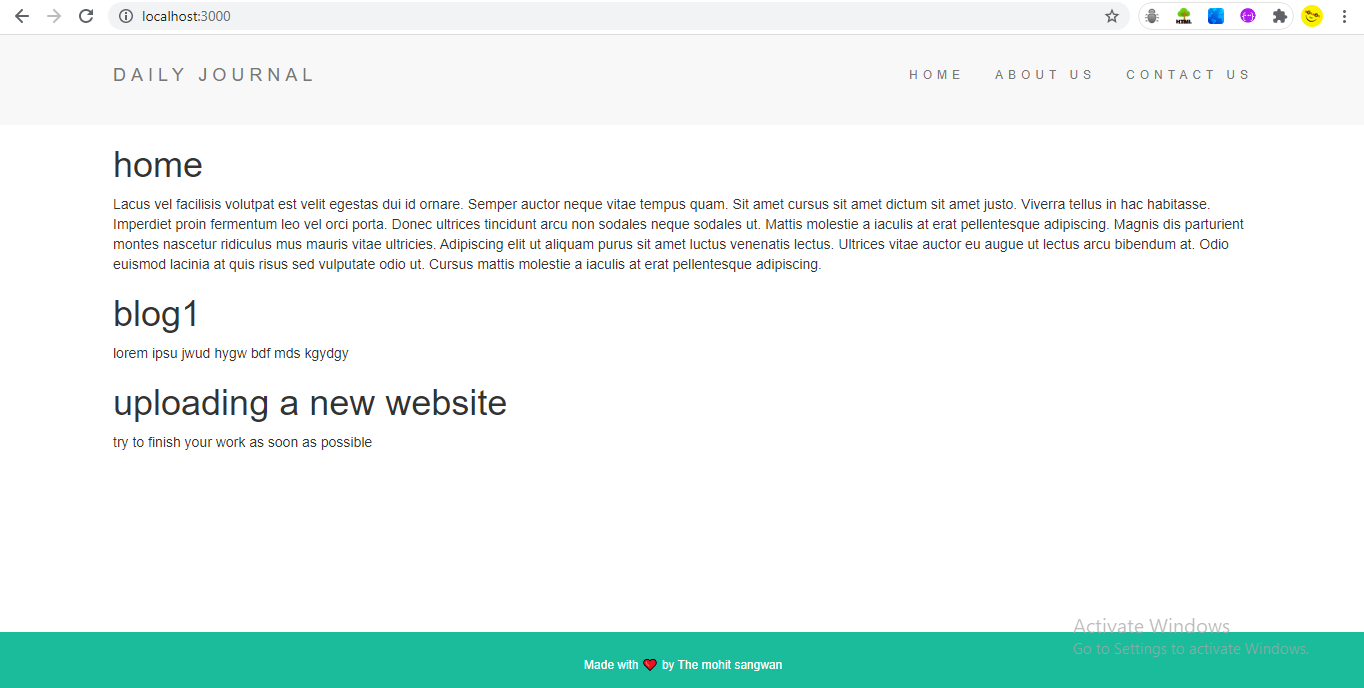 localhost:3000
DAILY JOURNAL
HOME ABOUT US CONTACT US
home
Lacus vel facilisis volutpat est velit egestas dui id ornare. Semper auctor neque vitae tempus quam. Sit amet cursus sit amet dictum sit amet justo. Viverra tellus in hac habitasse.
Imperdiet proin fermentum leo vel orci porta. Donec ultrices tincidunt arcu non sodales neque sodales ut. Mattis molestie a iaculis at erat pellentesque adipiscing. Magnis dis parturient
montes nascetur ridiculus mus mauris vitae ultricies. Adipiscing elit ut aliquam purus sit amet luctus venenatis lectus. Ultrices vitae auctor eu augue ut lectus arcu bibendum at. Odio
euismod lacinia at quis risus sed vulputate odio ut. Cursus mattis molestie a iaculis at erat pellentesque adipiscing.
blog1
lorem ipsu jwud hygw bdf mds kgydgy
uploading a new website
try to finish your work as soon as possible
Activate Windows
Go to Settings to activate Windows.
Made with ❤ by The mohit sangwan